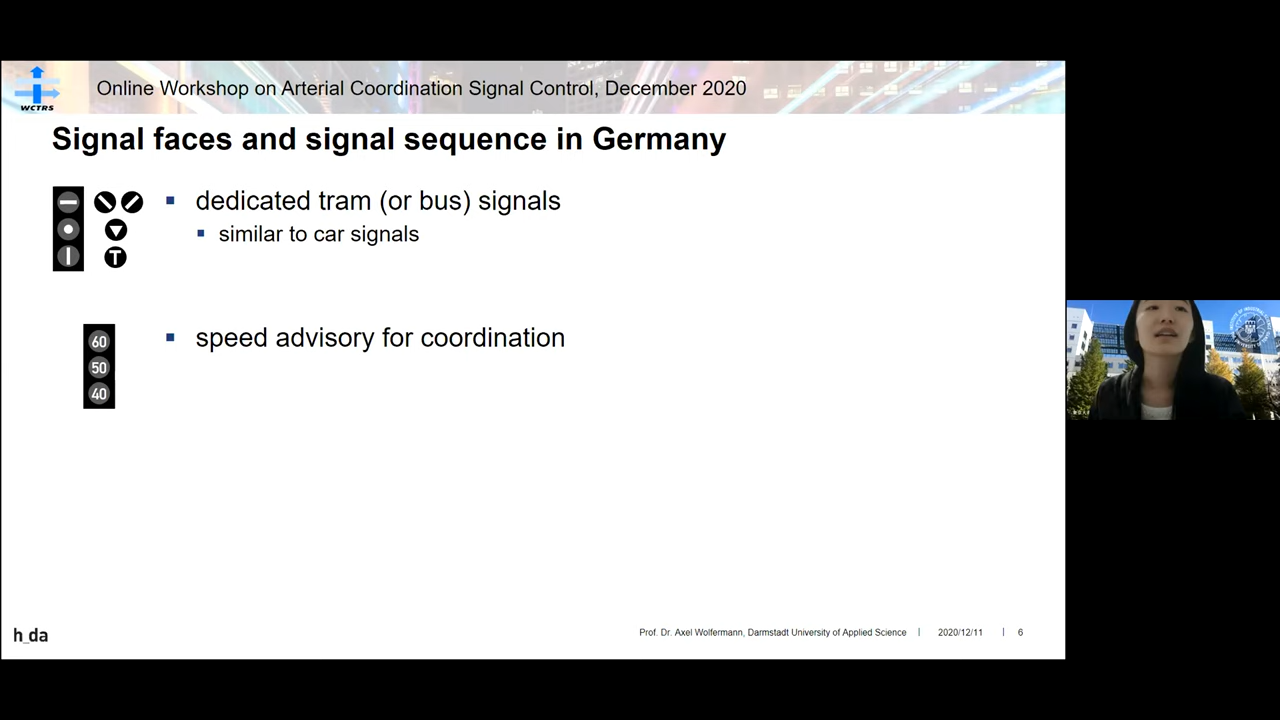 WCTRS
Online Workshop on Arterial Coordination Signal Control, December 2020
Signal faces and signal sequence in Germany
dedicated tram (or bus) signals
similar to car signals
T
60
50
40
speed advisory for coordination
h_da
Prof. Dr. Axel Wolfermann, Darmstadt University of Applied Science | 2020/12/11 | 6